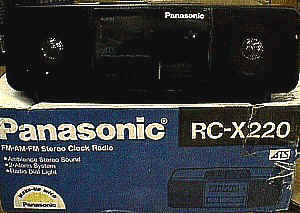 Panasonic
Panasonic RC-X220
FM-AM-FM Stereo Clock Radio
•Ambience Stereo Sound
•2-Alarm System
•Radio Dial Light
Panasonic